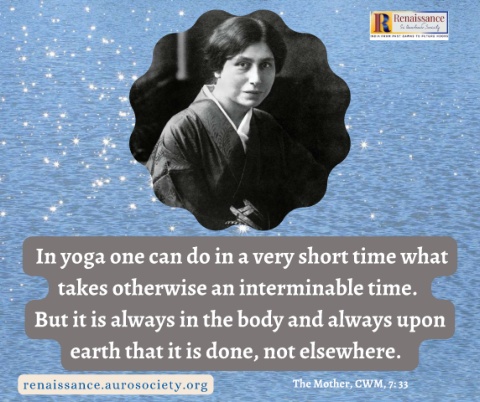 Renaissance
Sri Aurobindo Society
In yoga one can do in a very short time what
takes otherwise an interminable time.
But it is always in the body and always upon
earth that it is done, not elsewhere.
renaissance.aurosociety.org
The Mother, CWM, 7: 33